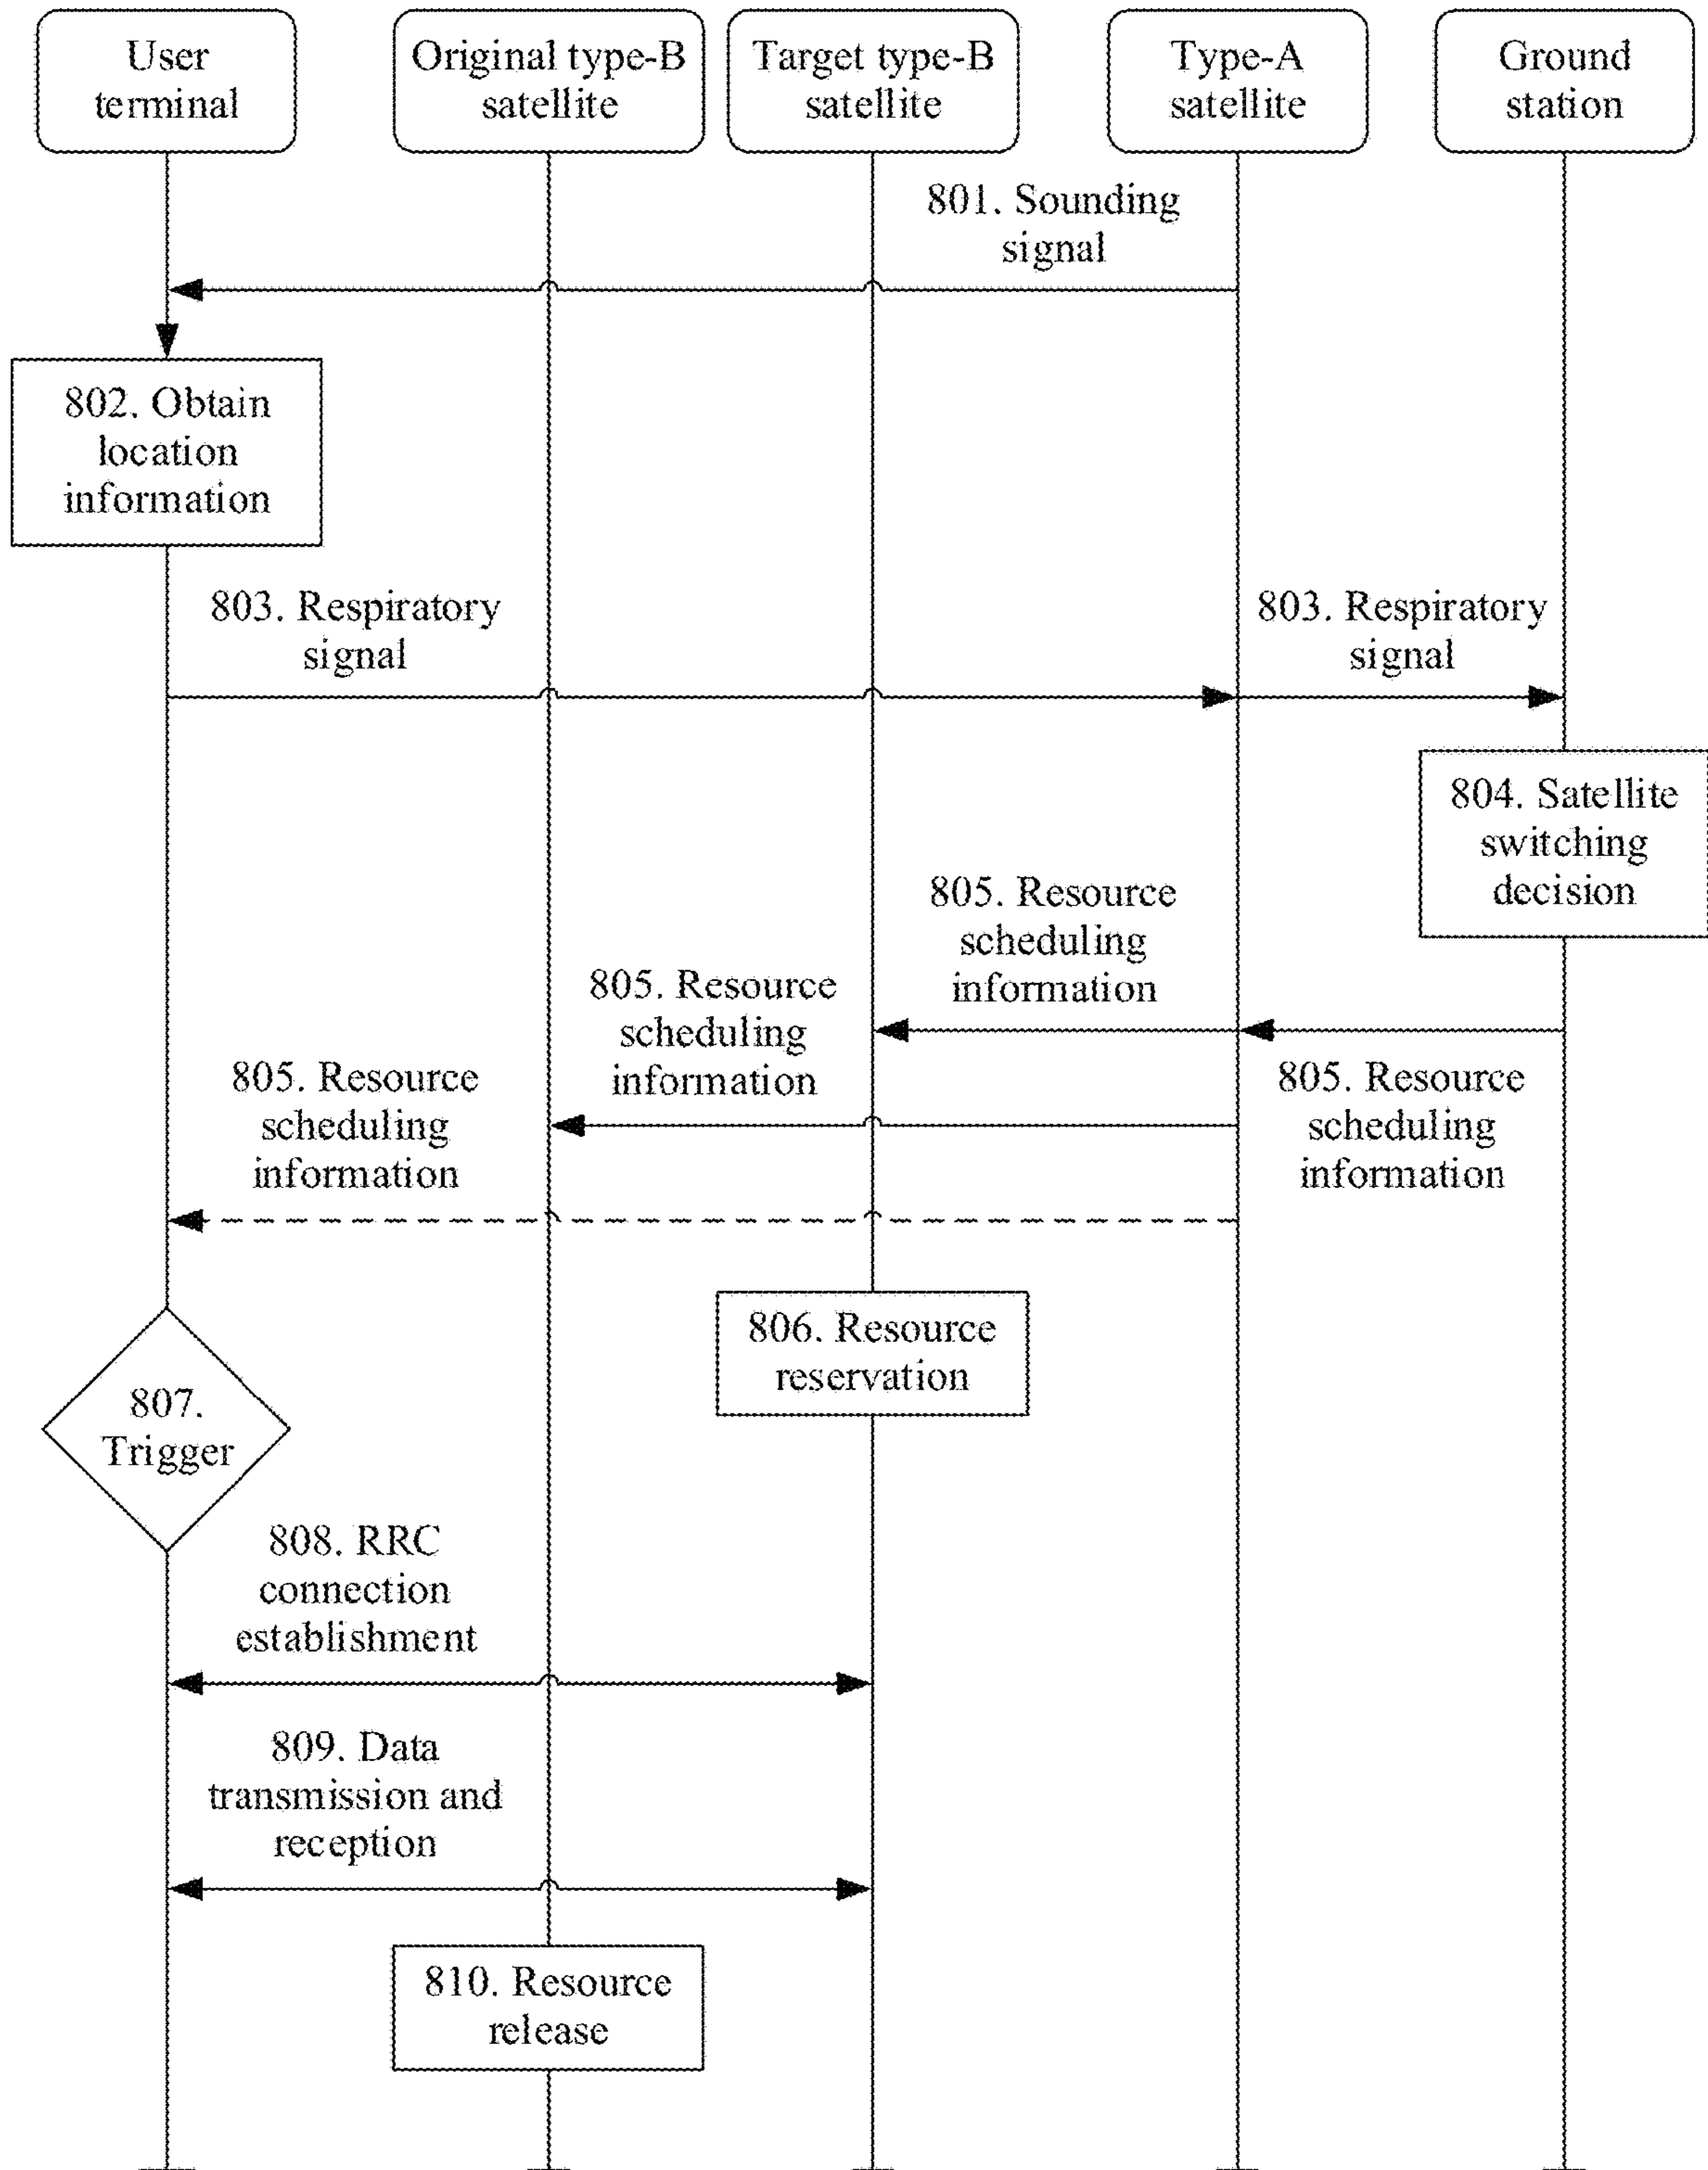 User
terminal
Original type-B
satellite
Target type-B
satellite
Type-A
satellite
Ground
station
801. Sounding
signal
802. Obtain
location
information
803. Respiratory
signal
803. Respiratory
signal
804. Satellite
switching
decision
805. Resource
scheduling
information
805. Resource
scheduling
information
805. Resource
scheduling
information
805. Resource
scheduling
information
806. Resource
reservation
807.
Trigger
808. RRC
connection
establishment
809. Data
transmission and
reception
810. Resource
release